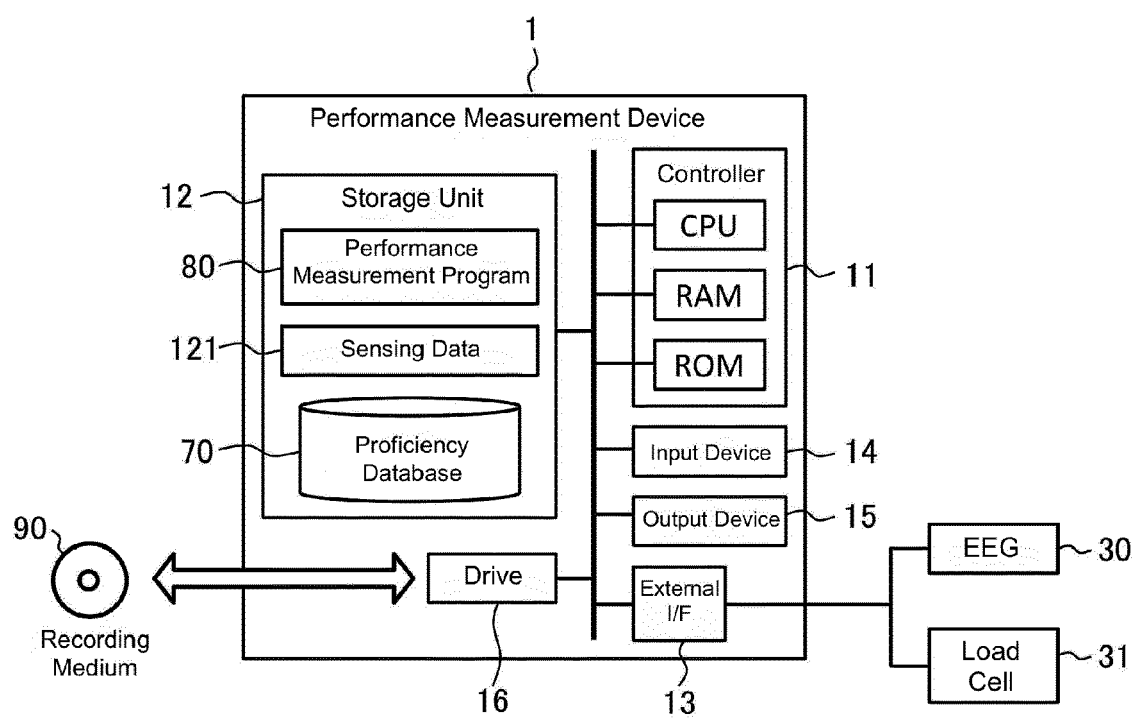 1
Performance Measurement Device
12
Storage Unit
80
Performance
Measurement Program
121
Sensing Data
70
Proficiency
Database
Controller
CPU
RAM
ROM
11
Input Device
14
Output Device
15
90
Recording
Medium
Drive
16
External
I/F
13
EEG
30
Load
Cell
31